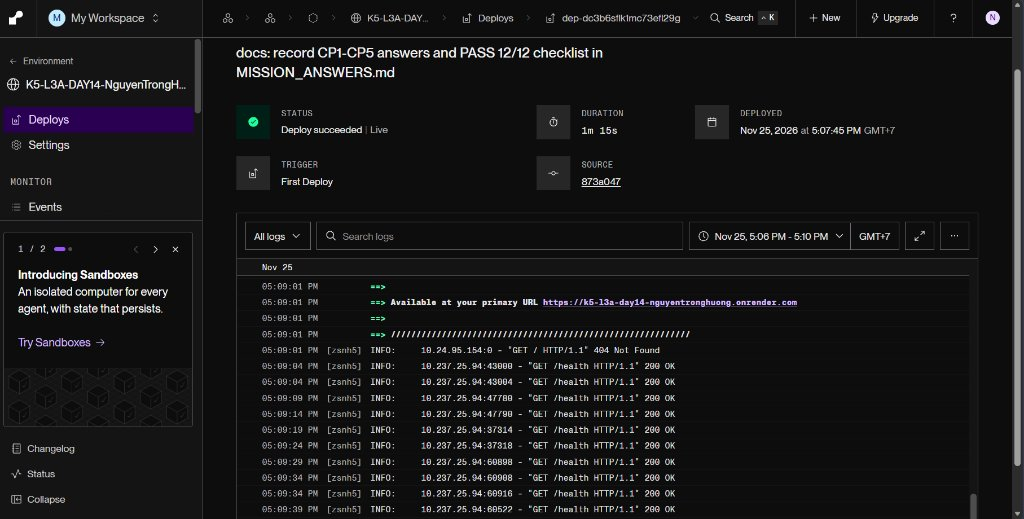 M My Workspace
K5-L3A-DAY...
Deploys
dep-dc3b6sflk1mc73efl29g
Search ^ K
+ New
Upgrade
?
N
← Environment
K5-L3A-DAY14-NguyenTrongH...
Deploys
Settings
MONITOR
Events
1 / 2
Introducing Sandboxes
An isolated computer for every
agent, with state that persists.
Try Sandboxes →
Changelog
Status
Collapse
docs: record CP1-CP5 answers and PASS 12/12 checklist in
MISSION_ANSWERS.md
STATUS
Deploy succeeded | Live
DURATION
1m 15s
DEPLOYED
Nov 25, 2026 at 5:07:45 PM GMT+7
TRIGGER
First Deploy
SOURCE
873a047
All logs
Search logs
Nov 25, 5:06 PM - 5:10 PM
GMT+7
...
Nov 25
05:09:01 PM ==>
05:09:01 PM ==> Available at your primary URL https://k5-l3a-day14-nguyentronghuong.onrender.com
05:09:01 PM ==>
05:09:01 PM ==> ///////////////////////////////////////////////////////////
05:09:01 PM [zsnh5] INFO: 10.24.95.154:0 - "GET / HTTP/1.1" 404 Not Found
05:09:04 PM [zsnh5] INFO: 10.237.25.94:43000 - "GET /health HTTP/1.1" 200 OK
05:09:04 PM [zsnh5] INFO: 10.237.25.94:43004 - "GET /health HTTP/1.1" 200 OK
05:09:09 PM [zsnh5] INFO: 10.237.25.94:47780 - "GET /health HTTP/1.1" 200 OK
05:09:14 PM [zsnh5] INFO: 10.237.25.94:47790 - "GET /health HTTP/1.1" 200 OK
05:09:19 PM [zsnh5] INFO: 10.237.25.94:37314 - "GET /health HTTP/1.1" 200 OK
05:09:24 PM [zsnh5] INFO: 10.237.25.94:37318 - "GET /health HTTP/1.1" 200 OK
05:09:29 PM [zsnh5] INFO: 10.237.25.94:60898 - "GET /health HTTP/1.1" 200 OK
05:09:34 PM [zsnh5] INFO: 10.237.25.94:60908 - "GET /health HTTP/1.1" 200 OK
05:09:34 PM [zsnh5] INFO: 10.237.25.94:60916 - "GET /health HTTP/1.1" 200 OK
05:09:39 PM [zsnh5] INFO: 10.237.25.94:60522 - "GET /health HTTP/1.1" 200 OK